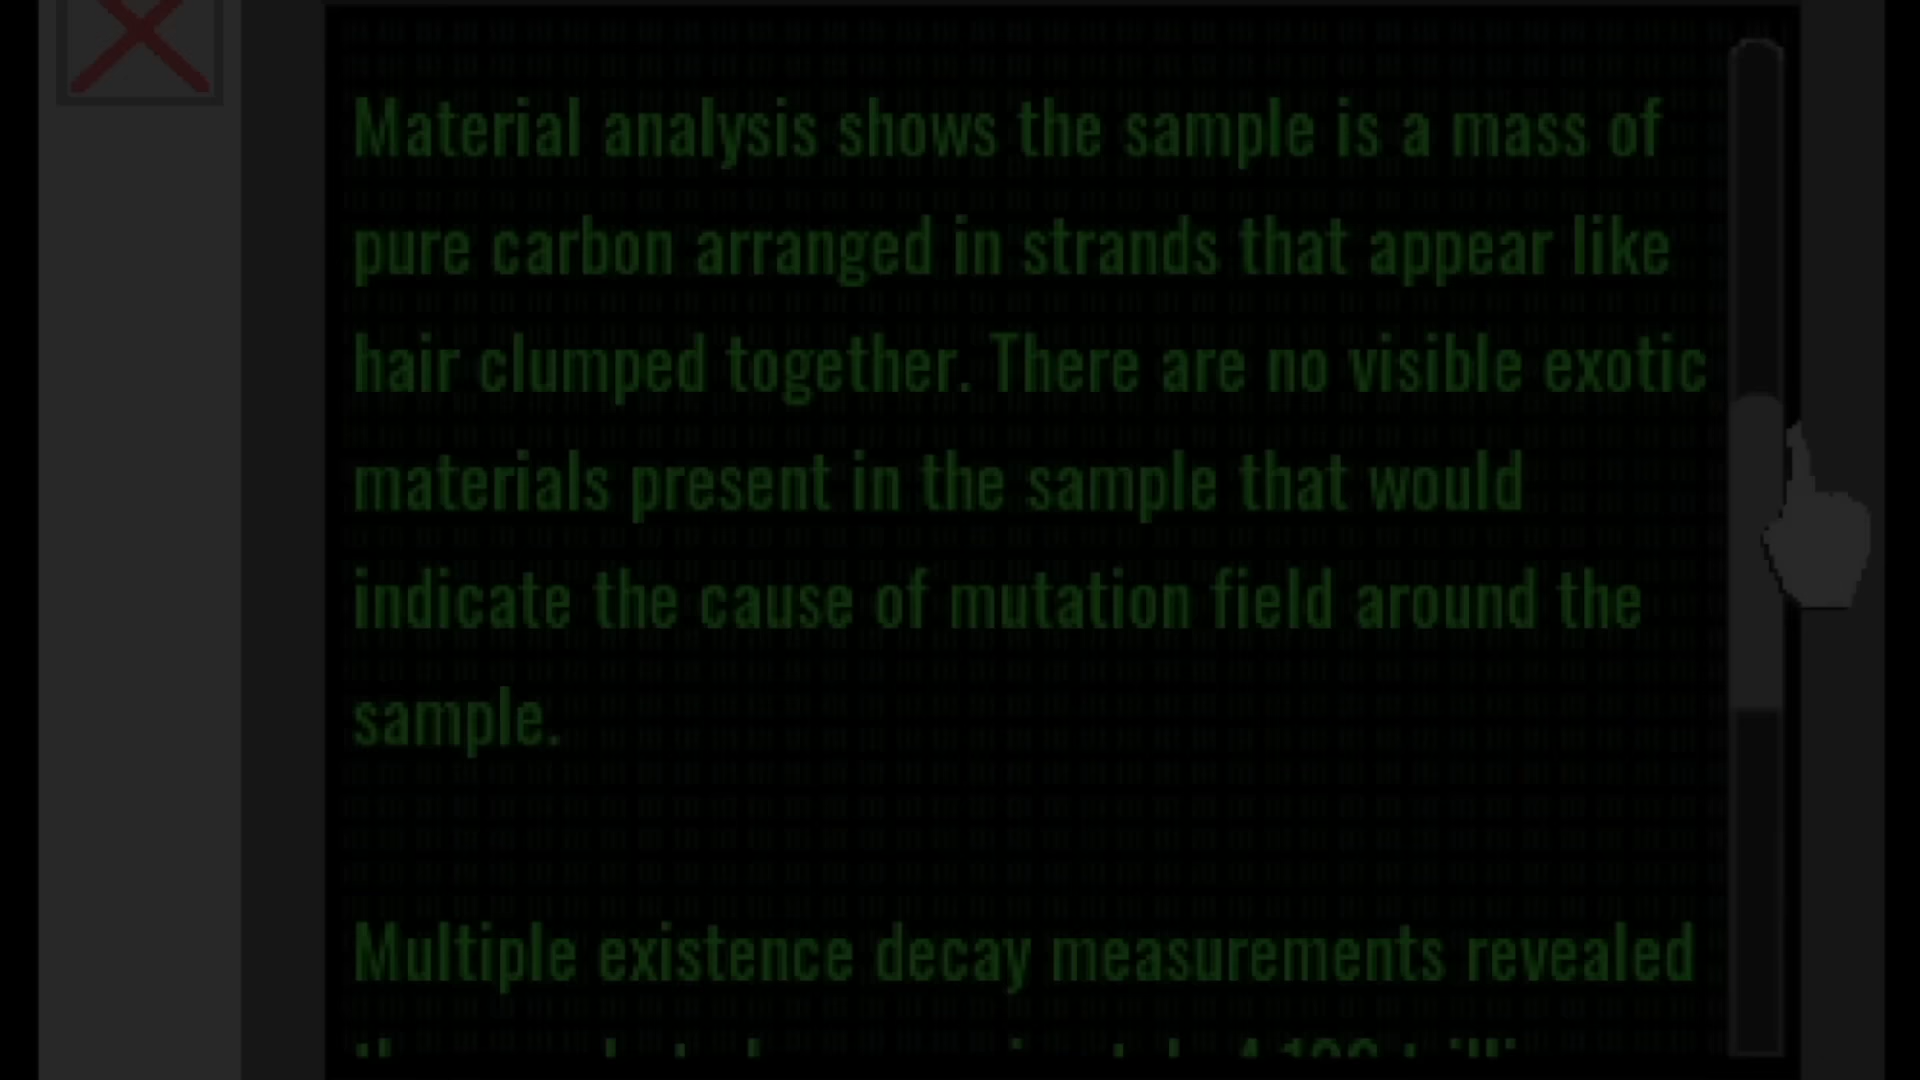 Material analysis shows the sample is a mass of
pure carbon arranged in strands that appear like
hair clumped together. There are no visible exotic
materials present in the sample that would
indicate the cause of mutation field around the
sample.
Multiple existence decay measurements revealed